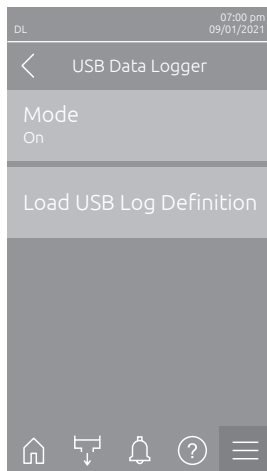 07:00 pm
DL 09/01/2021
USB Data Logger
Mode
On
Load USB Log Definition
?